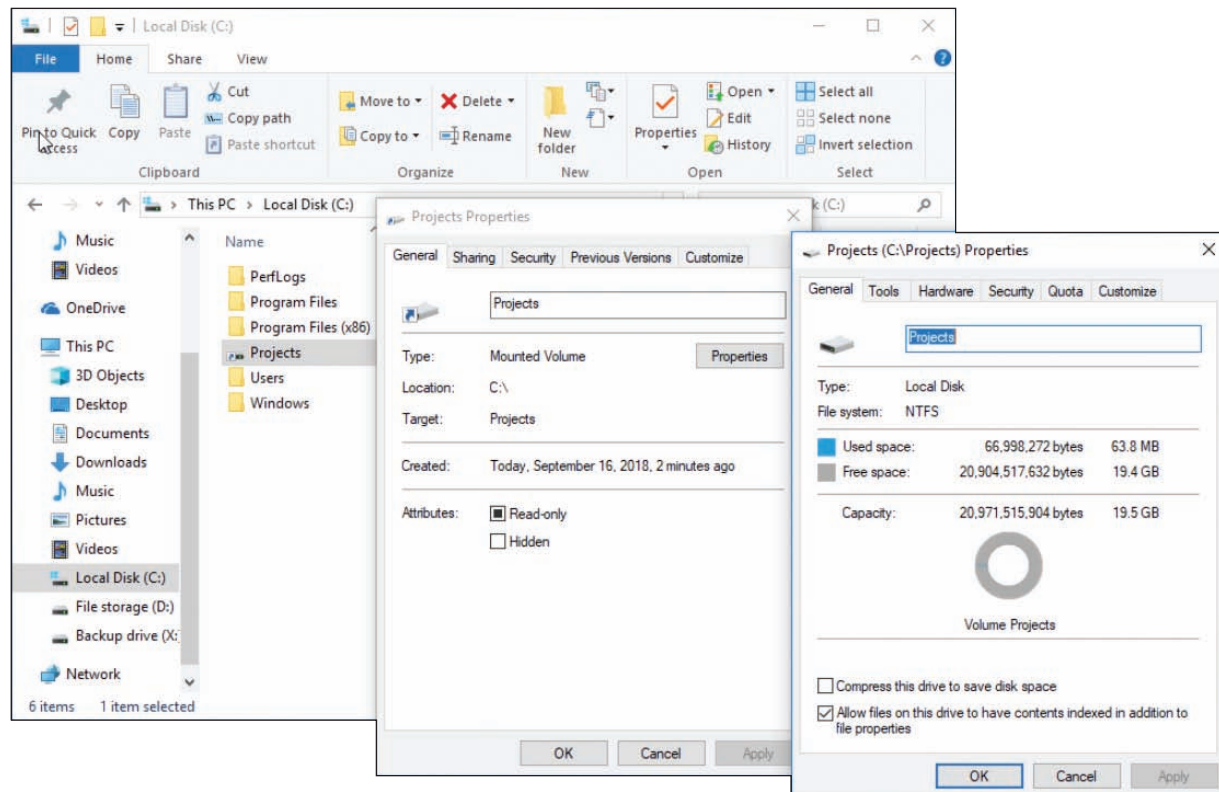 Local Disk (C:)
File Home Share View
Pin to Quick Access
Copy
Paste
Cut
Copy path
Paste shortcut
Clipboard
Move to
Copy to
Delete
Rename
Organize
New folder
New
Properties
Open
Edit
History
Open
Select all
Select none
Invert selection
Select
This PC > Local Disk (C:)
k (C:)
Music
Videos
OneDrive
This PC
3D Objects
Desktop
Documents
Downloads
Music
Pictures
Videos
Local Disk (C:)
File storage (D:)
Backup drive (X:
Network
6 items 1 item selected
Name
PerfLogs
Program Files
Program Files (x86)
Projects
Users
Windows
Projects Properties
General Sharing Security Previous Versions Customize
Projects
Type: Mounted Volume Properties
Location: C:\
Target: Projects
Created: Today, September 16, 2018, 2 minutes ago
Attributes: Read-only
Hidden
OK Cancel Apply
Projects (C:\Projects) Properties
General Tools Hardware Security Quota Customize
Projects
Type: Local Disk
File system: NTFS
Used space: 66,998,272 bytes 63.8 MB
Free space: 20,904,517,632 bytes 19.4 GB
Capacity: 20,971,515,904 bytes 19.5 GB
Volume Projects
Compress this drive to save disk space
Allow files on this drive to have contents indexed in addition to
file properties
OK Cancel Apply